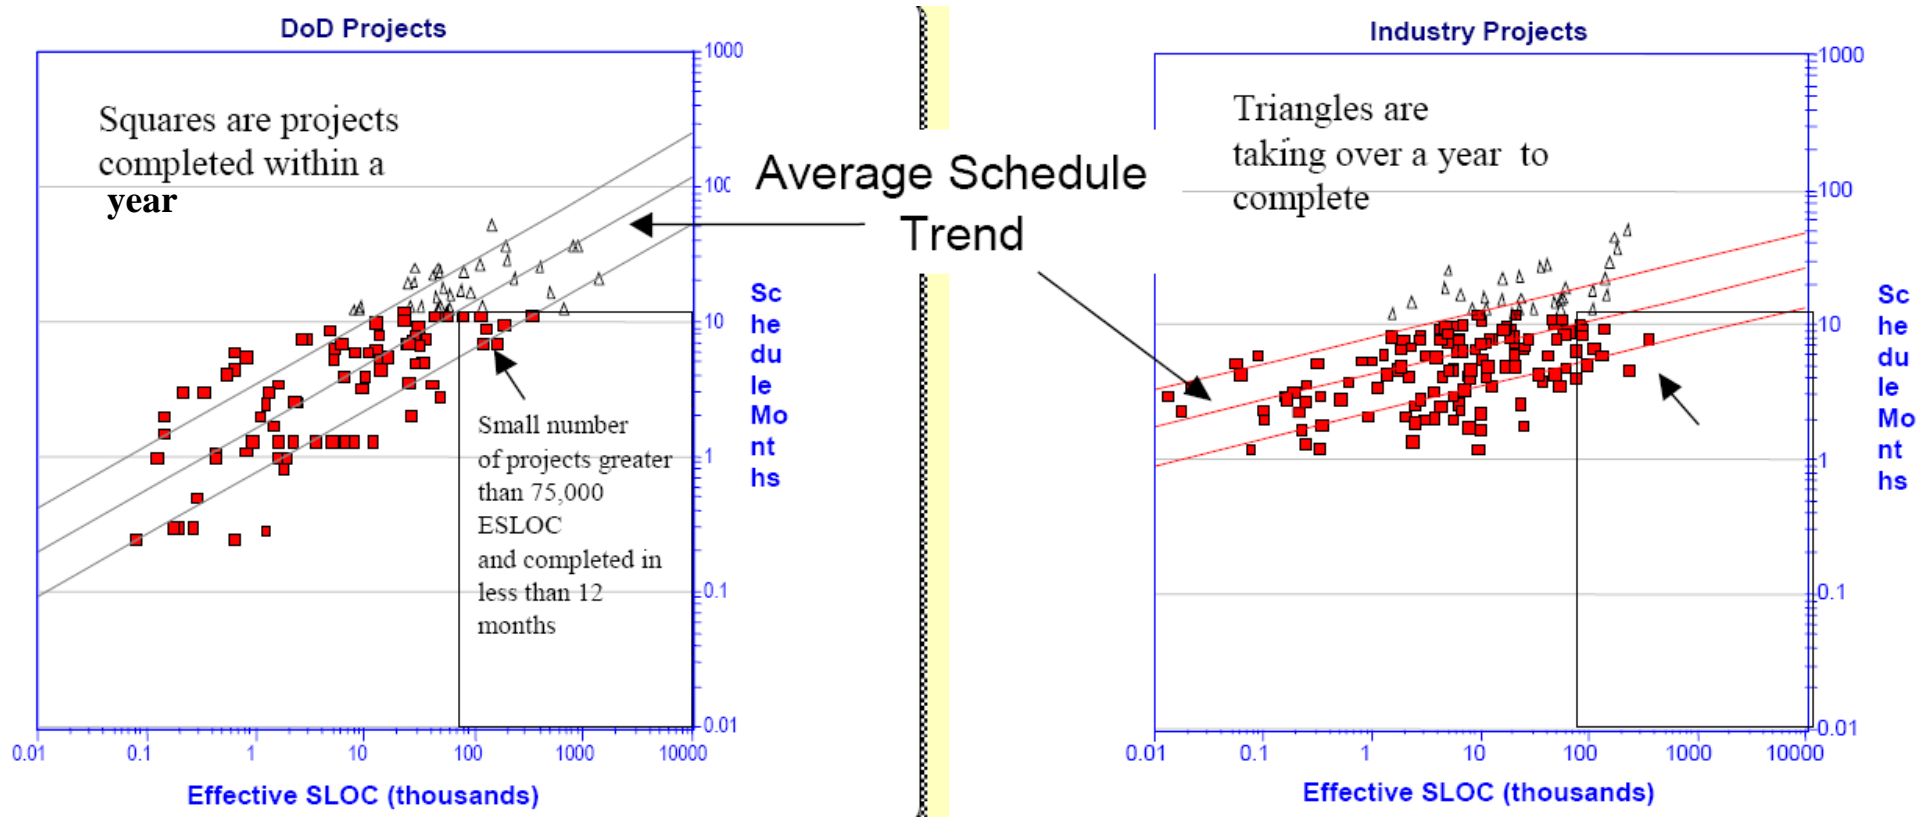 DoD Projects
Squares are projects
completed within a
year
1000
100
10
1
0.1
0.01
Sc
he
du
le
Mo
nt
hs
Small number
of projects greater
than 75,000
ESLOC
and completed in
less than 12
months
0.01
0.1
1
10
100
1000
10000
Effective SLOC (thousands)
Average Schedule
Trend
Industry Projects
Triangles are
taking over a year to
complete
1000
100
10
1
0.1
0.01
Sc
he
du
le
Mo
nt
hs
0.01
0.1
1
10
100
1000
10000
Effective SLOC (thousands)